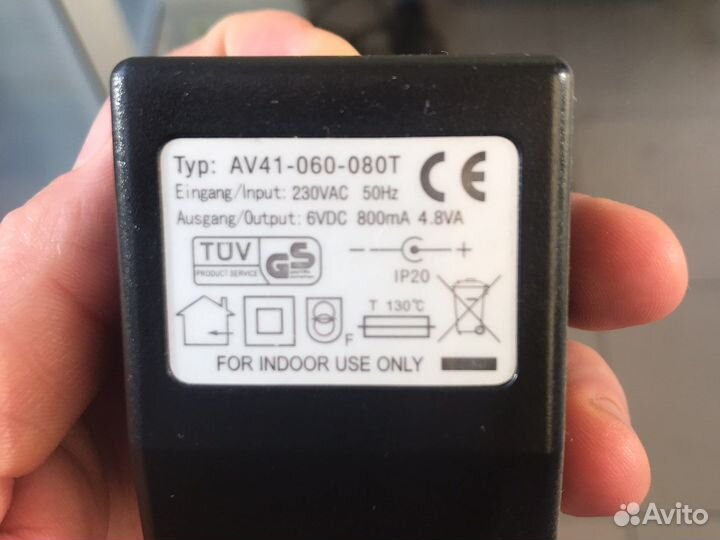 Typ: AV41-060-080T
Eingang/Input: 230VAC 50Hz
Ausgang/Output: 6VDC 800mA 4.8VA
CE
TÜV
PRODUCT SERVICE
GS
- +
IP20
T 130℃
F
FOR INDOOR USE ONLY
Avito